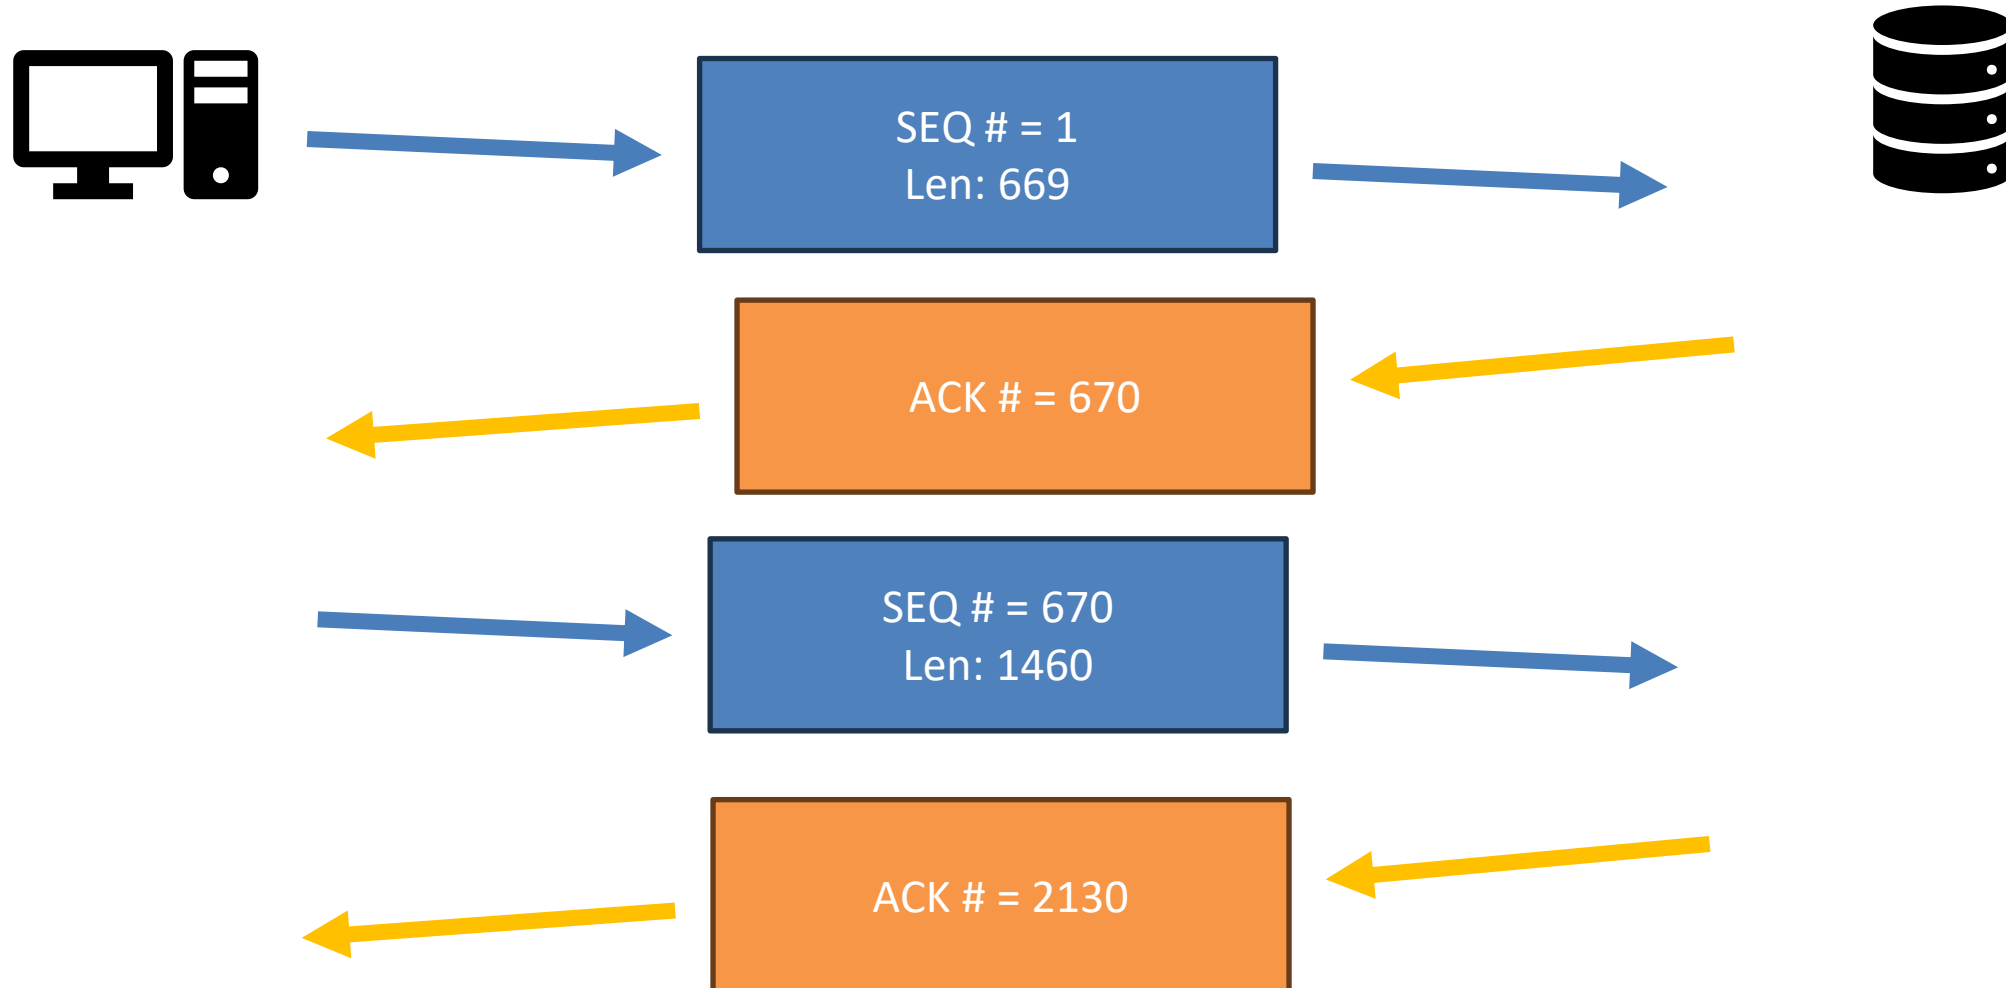 SEQ # = 1
Len: 669
ACK # = 670
SEQ # = 670
Len: 1460
ACK # = 2130